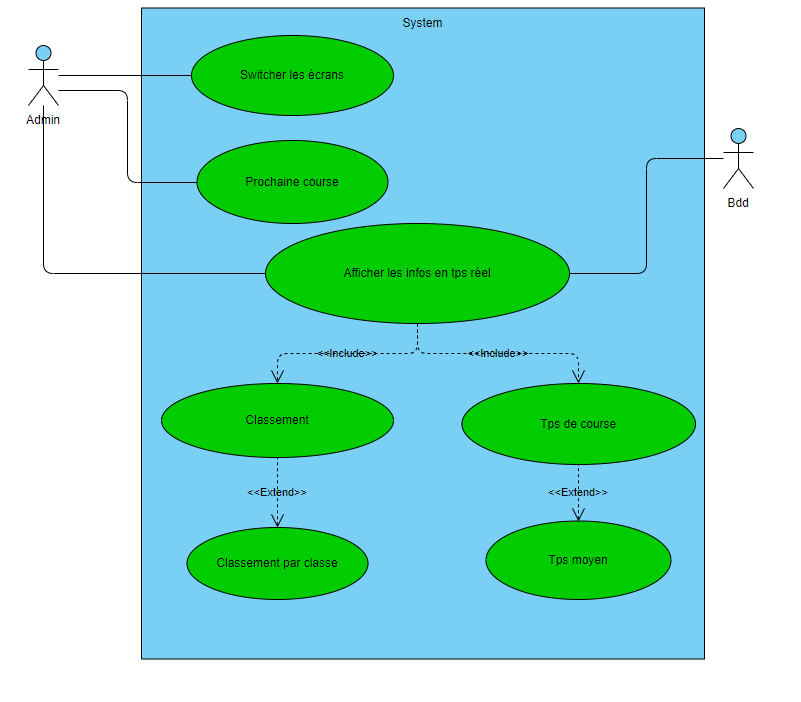 System
Switcher les écrans
Admin
Prochaine course
Bdd
Afficher les infos en tps réel
<<Include>>
<<Include>>
Classement
Tps de course
<<Extend>>
<<Extend>>
Classement par classe
Tps moyen